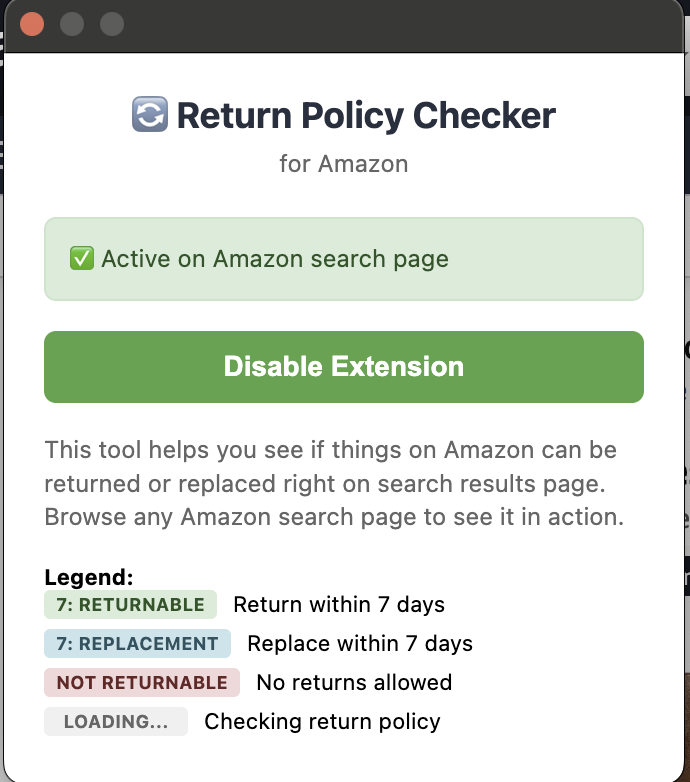 🔄 Return Policy Checker
for Amazon
✅ Active on Amazon search page
Disable Extension
This tool helps you see if things on Amazon can be
returned or replaced right on search results page.
Browse any Amazon search page to see it in action.
Legend:
7: RETURNABLE Return within 7 days
7: REPLACEMENT Replace within 7 days
NOT RETURNABLE No returns allowed
LOADING... Checking return policy